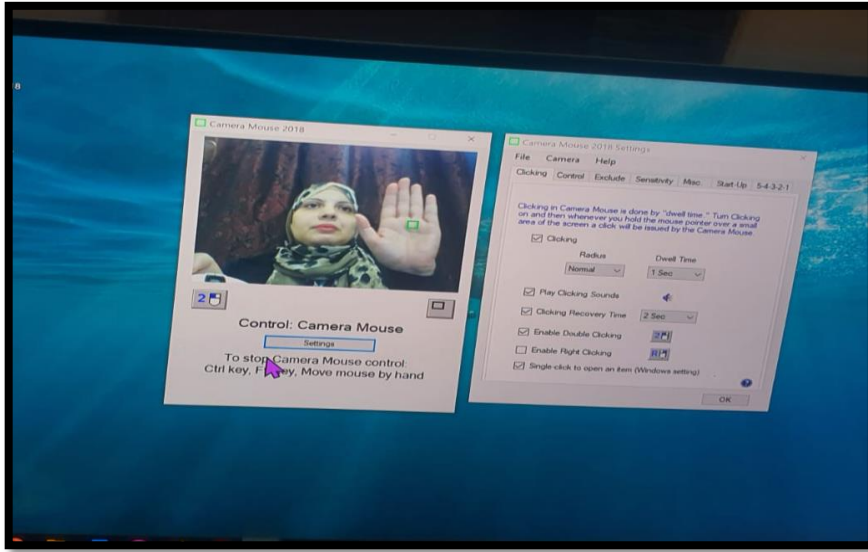 8
Camera Mouse 2018
2
Control: Camera Mouse
Settings
To stop Camera Mouse control:
Ctrl key, key, Move mouse by hand
Camera Mouse 2018 Settings
File Camera Help
Clicking Control Exclude Sensitivity Misc. Start-Up 5-4-3-2-1
Clicking in Camera Mouse is done by "dwell time." Turn Clicking
on and then whenever you hold the mouse pointer over a small
area of the screen a click will be issued by the Camera Mouse.
Clicking
Radius Dwell Time
Normal 1 Sec
Play Clicking Sounds
Clicking Recovery Time 2 Sec
Enable Double Clicking 2
Enable Right Clicking R
Single-click to open an item (Windows setting)
OK